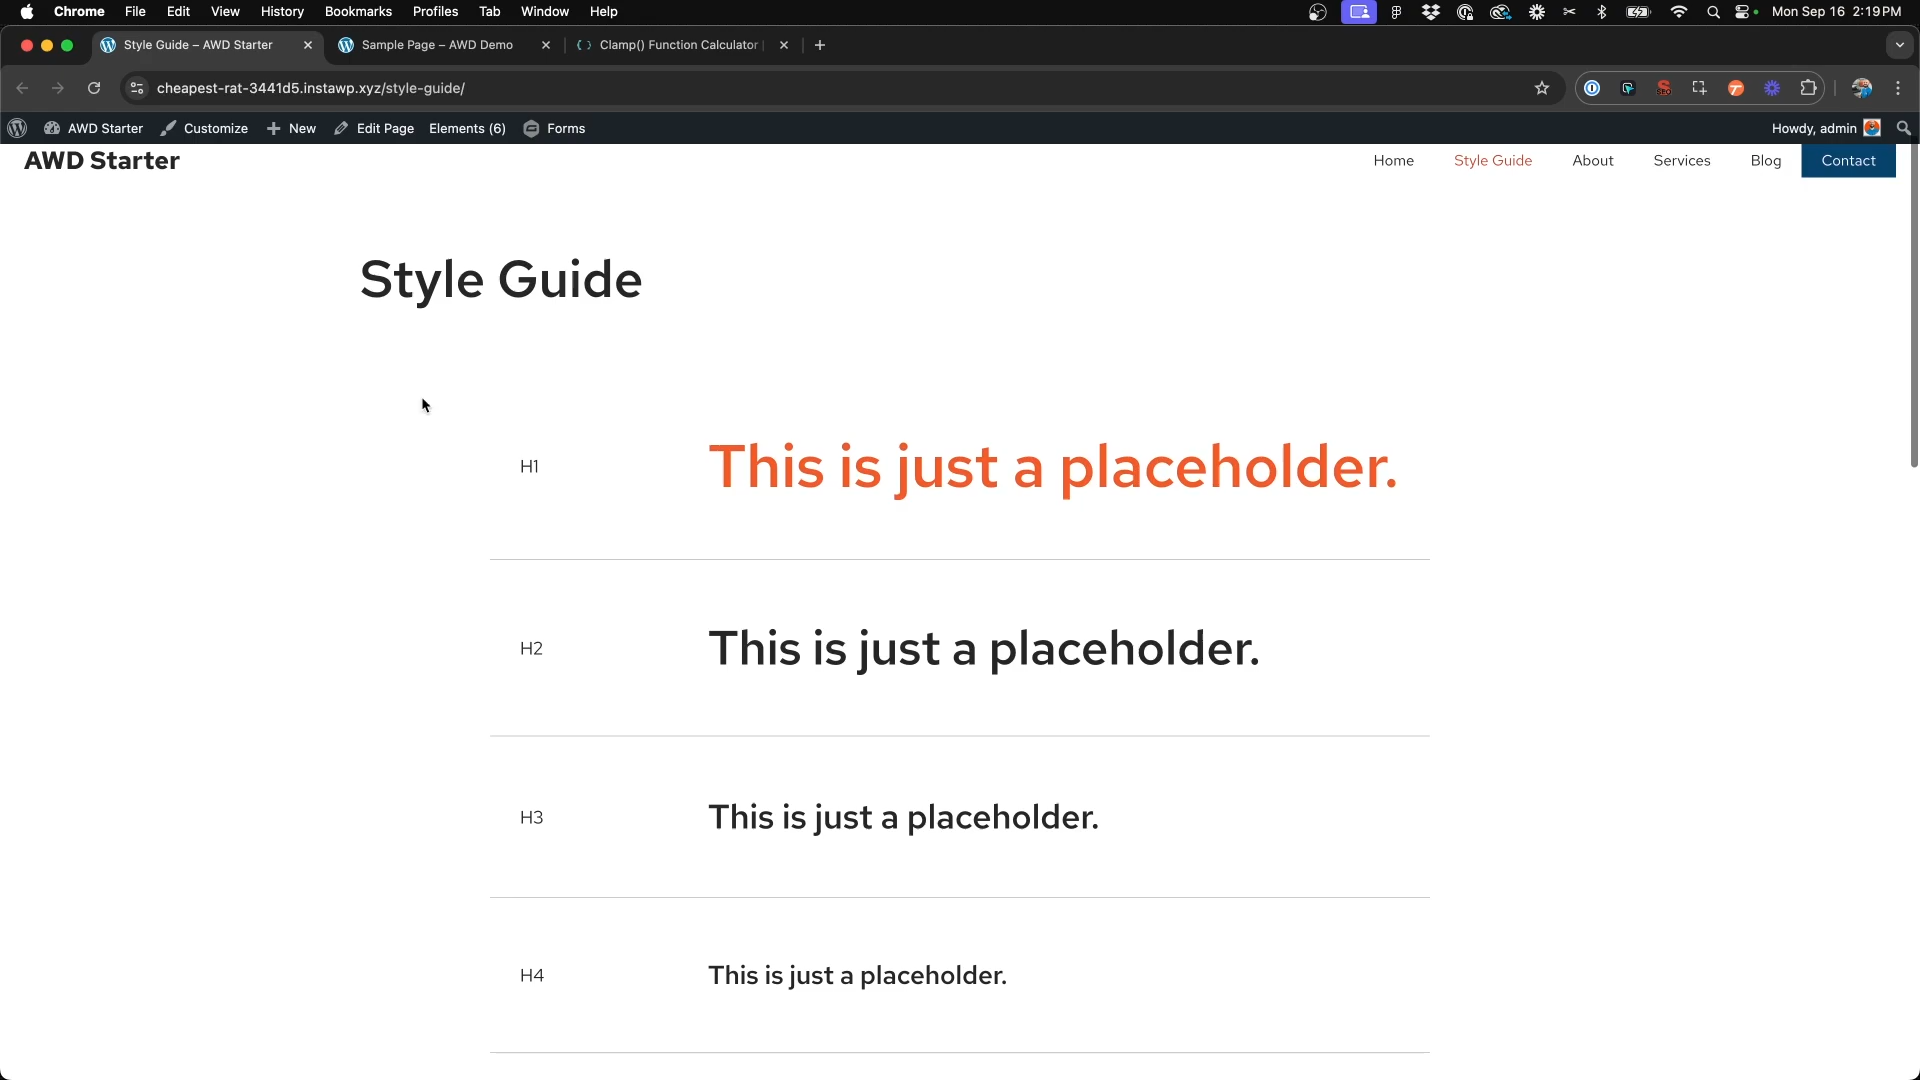 Chrome File Edit View History Bookmarks Profiles Tab Window Help Mon Sep 16 2:19 PM
Style Guide – AWD Starter Sample Page – AWD Demo Clamp() Function Calculator
cheapest-rat-3441d5.instawp.xyz/style-guide/
AWD Starter Customize New Edit Page Elements (6) Forms Howdy, admin
AWD Starter Home Style Guide About Services Blog Contact
Style Guide
H1 This is just a placeholder.
H2 This is just a placeholder.
H3 This is just a placeholder.
H4 This is just a placeholder.